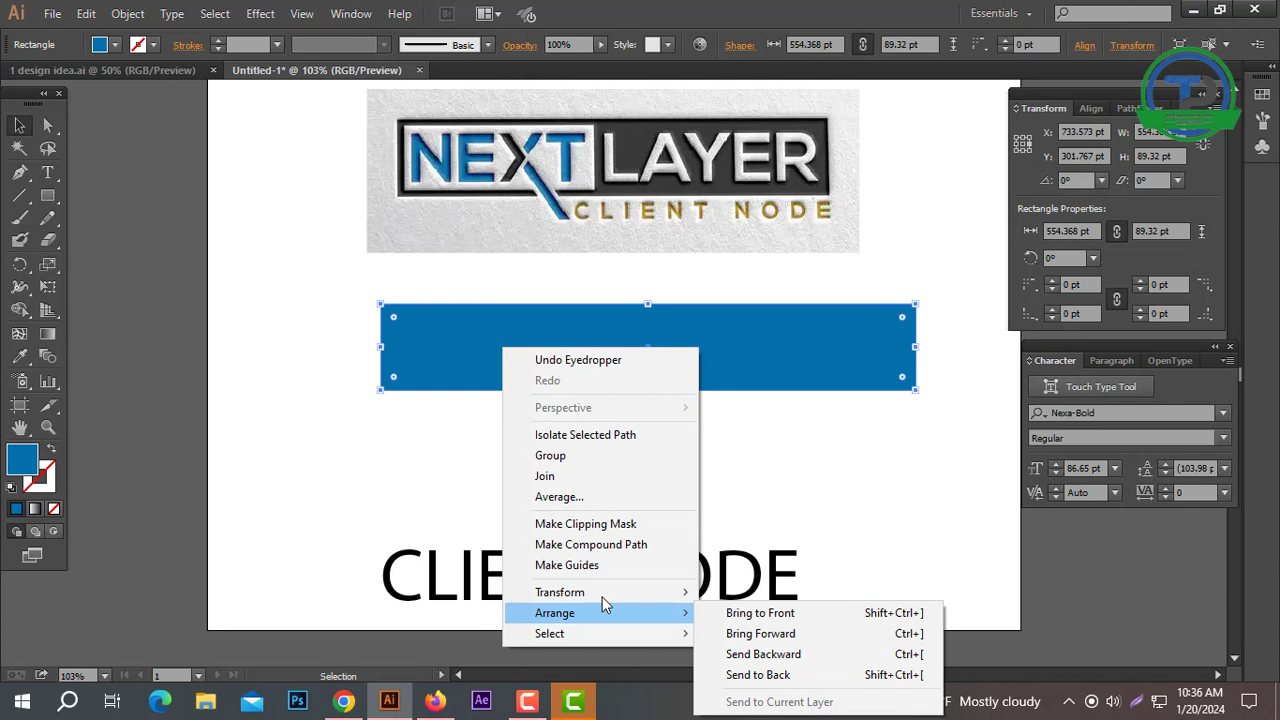 Ai File Edit Object Type Select Effect View Window Help Br Essentials
Rectangle Stroke: Basic Opacity: 100% Style: Shape: 554.368 pt 89.32 pt 0 pt Align Transform
1 design idea.ai @ 50% (RGB/Preview) × Untitled-1* @ 103% (RGB/Preview) ×
Transform Align
X: 733.573 pt W:
Y: 301.767 pt H: 89.32 pt
0° 0°
Rectangle Properties:
554.368 pt 89.32 pt
0°
0 pt 0 pt
0 pt 0 pt
NEXT LAYER
CLIENT NODE
Undo Eyedropper
Redo
Perspective
Isolate Selected Path
Group
Join
Average...
Make Clipping Mask
Make Compound Path
Make Guides
Transform
Arrange
Select
Bring to Front Shift+Ctrl+]
Bring Forward Ctrl+]
Send Backward Ctrl+[
Send to Back Shift+Ctrl+[
Send to Current Layer
Character Paragraph OpenType
Touch Type Tool
Nexa-Bold
Regular
86.65 pt (103.98 p
Auto 0
103% 1 Selection
Ps Ai Ae
F Mostly cloudy
10:36 AM
1/20/2024